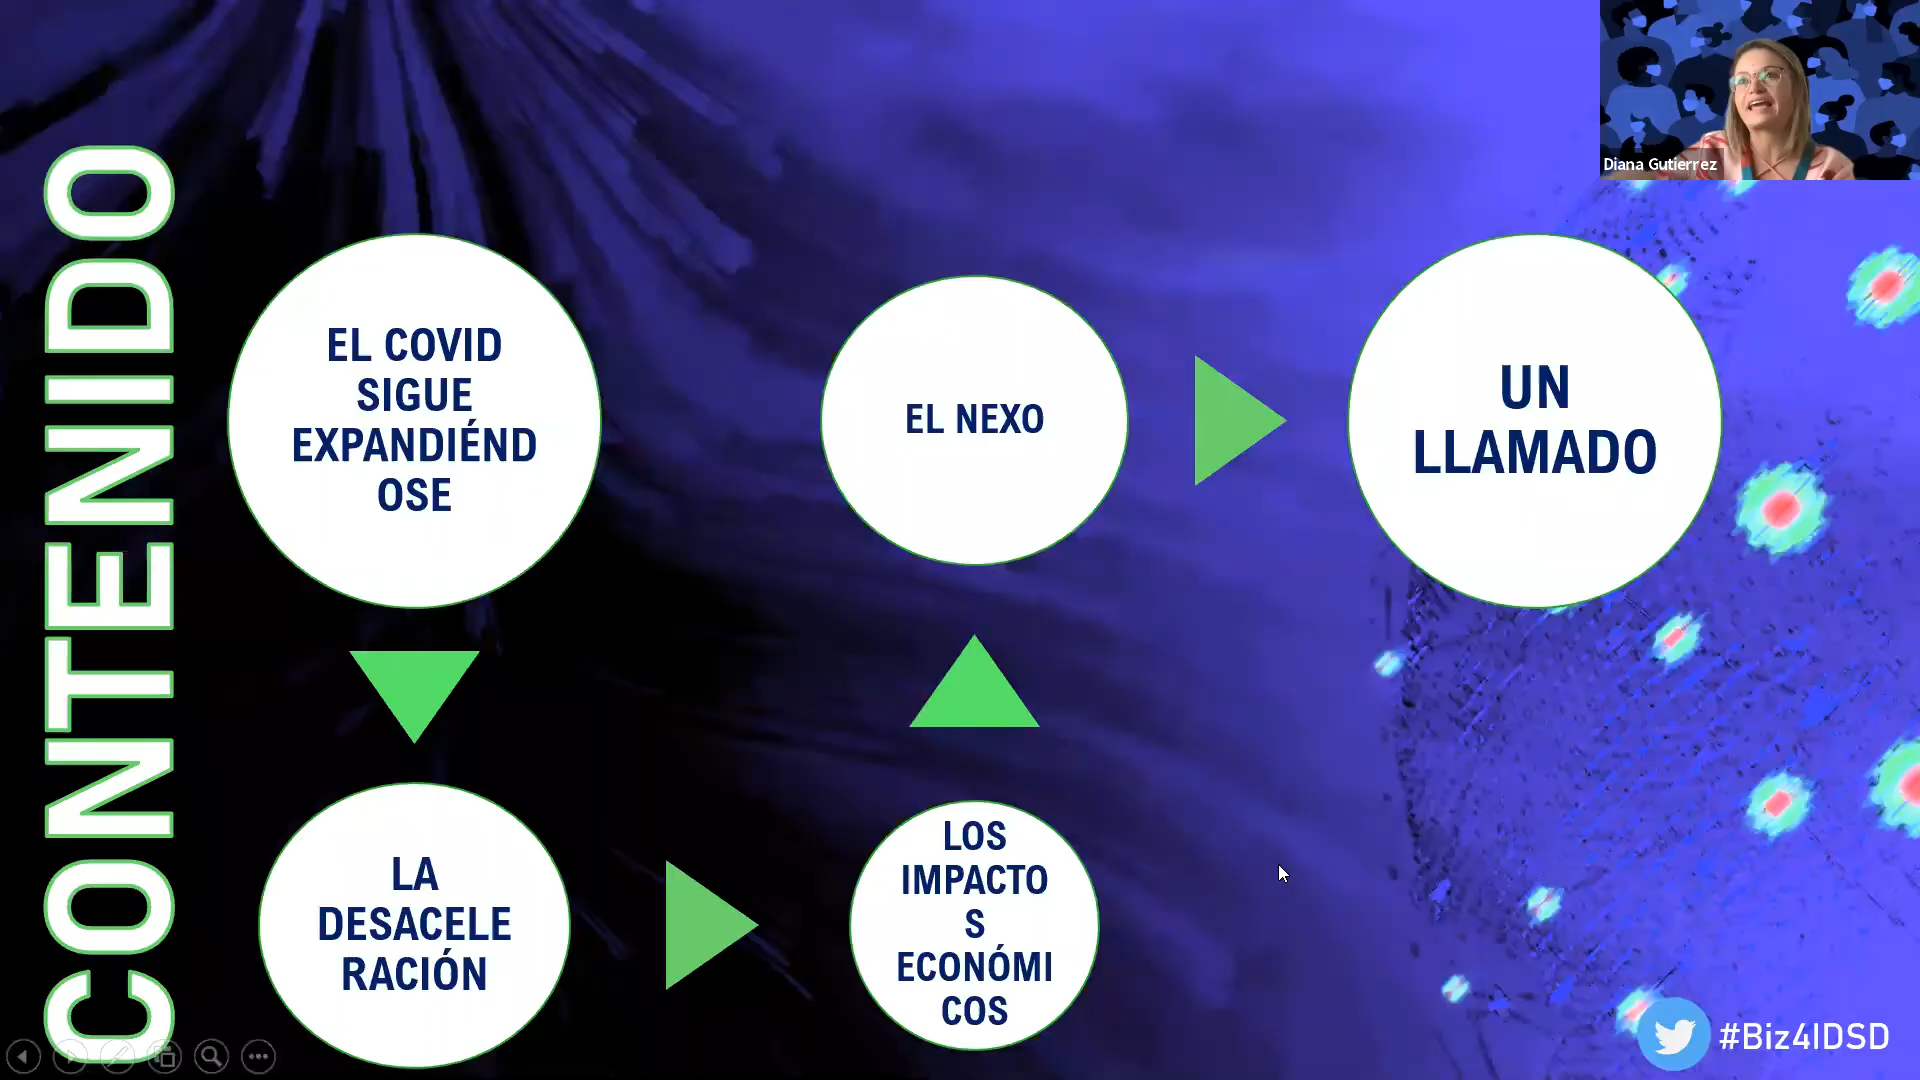 CONTENIDO
EL COVID
SIGUE
EXPANDIÉND
OSE
LA
DESACELE
RACIÓN
LOS
IMPACTO
S
ECONÓMI
COS
EL NEXO
UN
LLAMADO
Diana Gutierrez
#Biz4IDSD